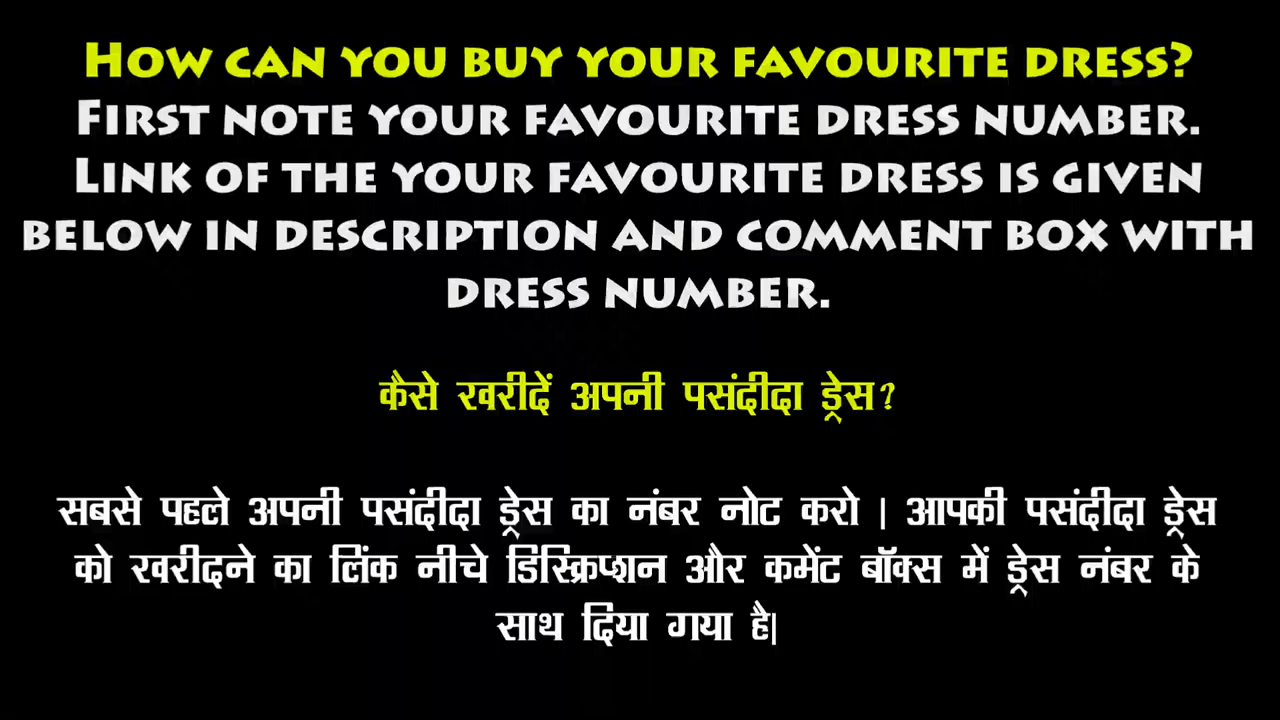 HOW CAN YOU BUY YOUR FAVOURITE DRESS?
FIRST NOTE YOUR FAVOURITE DRESS NUMBER.
LINK OF THE YOUR FAVOURITE DRESS IS GIVEN
BELOW IN DESCRIPTION AND COMMENT BOX WITH
DRESS NUMBER.
कैसे खरीदें अपनी पसंदीदा ड्रेस?
सबसे पहले अपनी पसंदीदा ड्रेस का नंबर नोट करो | आपकी पसंदीदा ड्रेस
को खरीदने का लिंक नीचे डिस्क्रिप्शन और कमेंट बॉक्स में ड्रेस नंबर के
साथ दिया गया है|